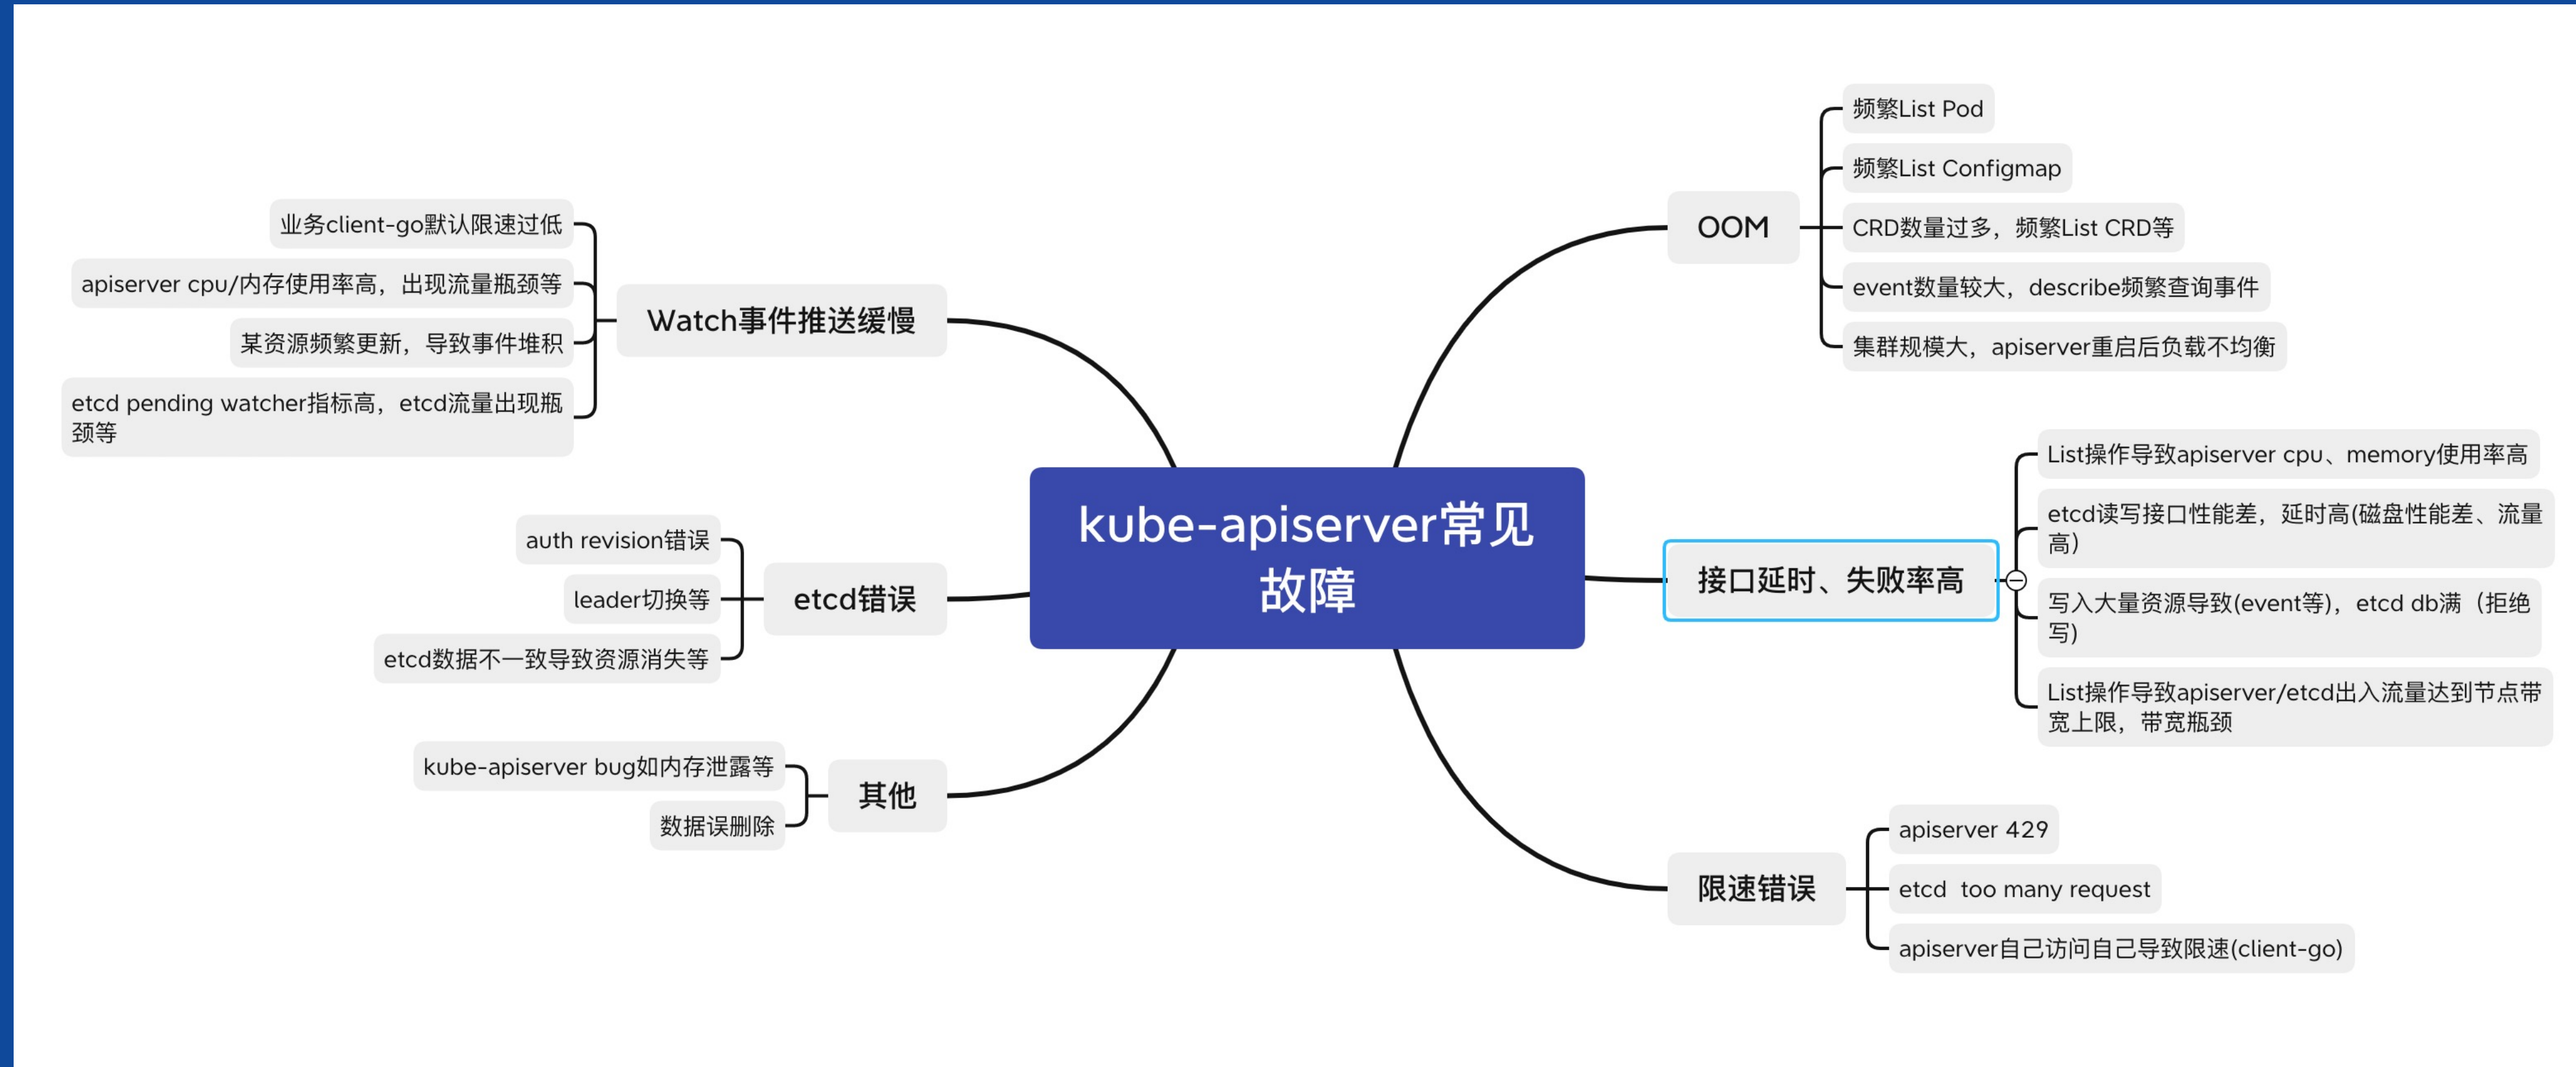 kube-apiserver常见
故障
OOM
频繁List Pod
频繁List Configmap
CRD数量过多，频繁List CRD等
event数量较大，describe频繁查询事件
集群规模大，apiserver重启后负载不均衡
接口延时、失败率高
List操作导致apiserver cpu、memory使用率高
etcd读写接口性能差，延时高(磁盘性能差、流量
高)
写入大量资源导致(event等)，etcd db满（拒绝
写)
List操作导致apiserver/etcd出入流量达到节点带
宽上限，带宽瓶颈
限速错误
apiserver 429
etcd  too many request
apiserver自己访问自己导致限速(client-go)
Watch事件推送缓慢
业务client-go默认限速过低
apiserver cpu/内存使用率高，出现流量瓶颈等
某资源频繁更新，导致事件堆积
etcd pending watcher指标高，etcd流量出现瓶
颈等
etcd错误
auth revision错误
leader切换等
etcd数据不一致导致资源消失等
其他
kube-apiserver bug如内存泄露等
数据误删除